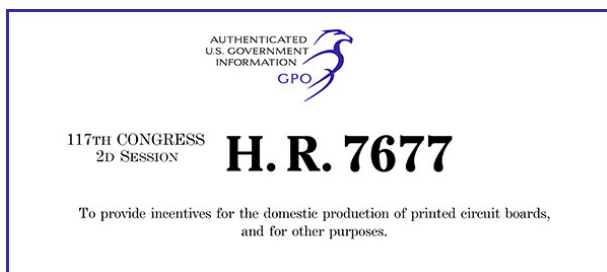 AUTHENTICATED
U.S. GOVERNMENT
INFORMATION
GPO
117TH CONGRESS
2D SESSION
H. R. 7677
To provide incentives for the domestic production of printed circuit boards,
and for other purposes.